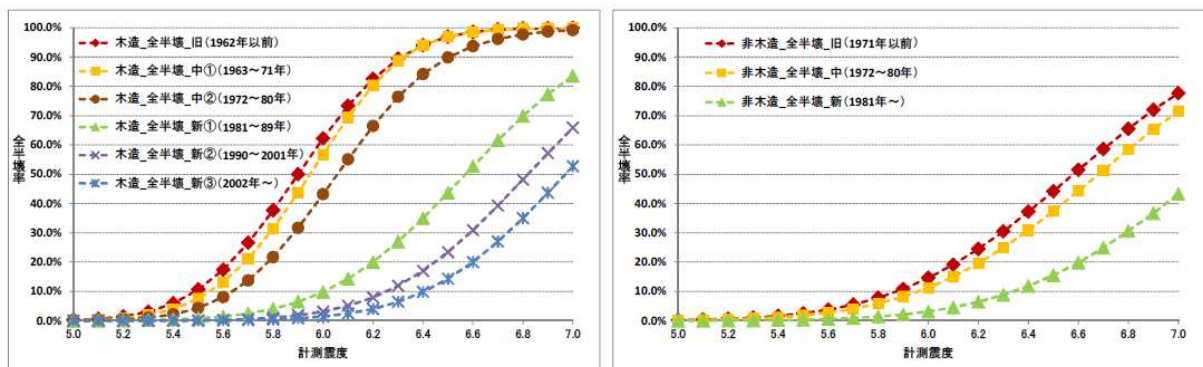 100.0%
90.0%
80.0%
70.0%
60.0%
50.0%
40.0%
30.0%
20.0%
10.0%
0.0%
全半壊率
木造_全半壊_旧(1962年以前)
木造_全半壊_中①(1963～71年)
木造_全半壊_中②(1972～80年)
木造_全半壊_新①(1981～89年)
木造_全半壊_新②(1990～2001年)
木造_全半壊_新③(2002年～)
5.0 5.2 5.4 5.6 5.8 6.0 6.2 6.4 6.6 6.8 7.0
計測震度
100.0%
90.0%
80.0%
70.0%
60.0%
50.0%
40.0%
30.0%
20.0%
10.0%
0.0%
全半壊率
非木造_全半壊_旧(1971年以前)
非木造_全半壊_中(1972～80年)
非木造_全半壊_新(1981年～)
5.0 5.2 5.4 5.6 5.8 6.0 6.2 6.4 6.6 6.8 7.0
計測震度